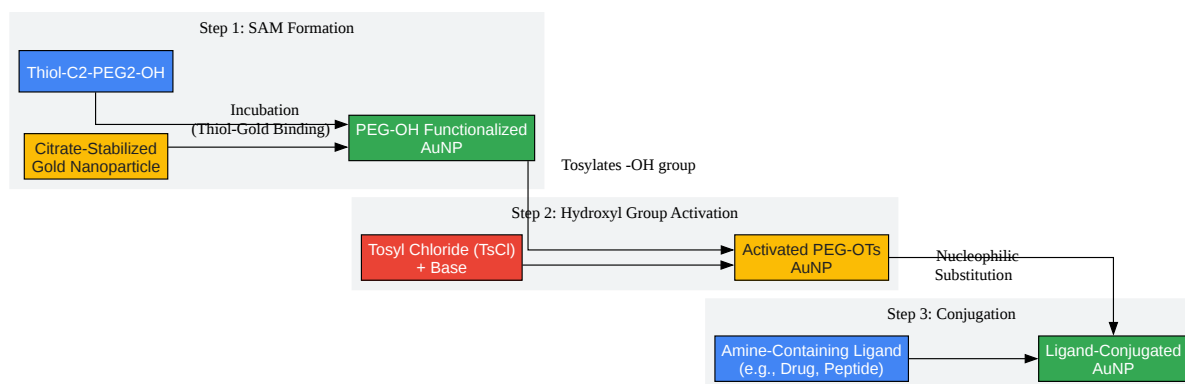 Step 1: SAM Formation
Thiol-C2-PEG2-OH
Incubation
(Thiol-Gold Binding)
Citrate-Stabilized
Gold Nanoparticle
PEG-OH Functionalized
AuNP
Tosylates -OH group
Step 2: Hydroxyl Group Activation
Tosyl Chloride (TsCl)
+ Base
Activated PEG-OTs
AuNP
Nucleophilic
Substitution
Step 3: Conjugation
Amine-Containing Ligand
(e.g., Drug, Peptide)
Ligand-Conjugated
AuNP